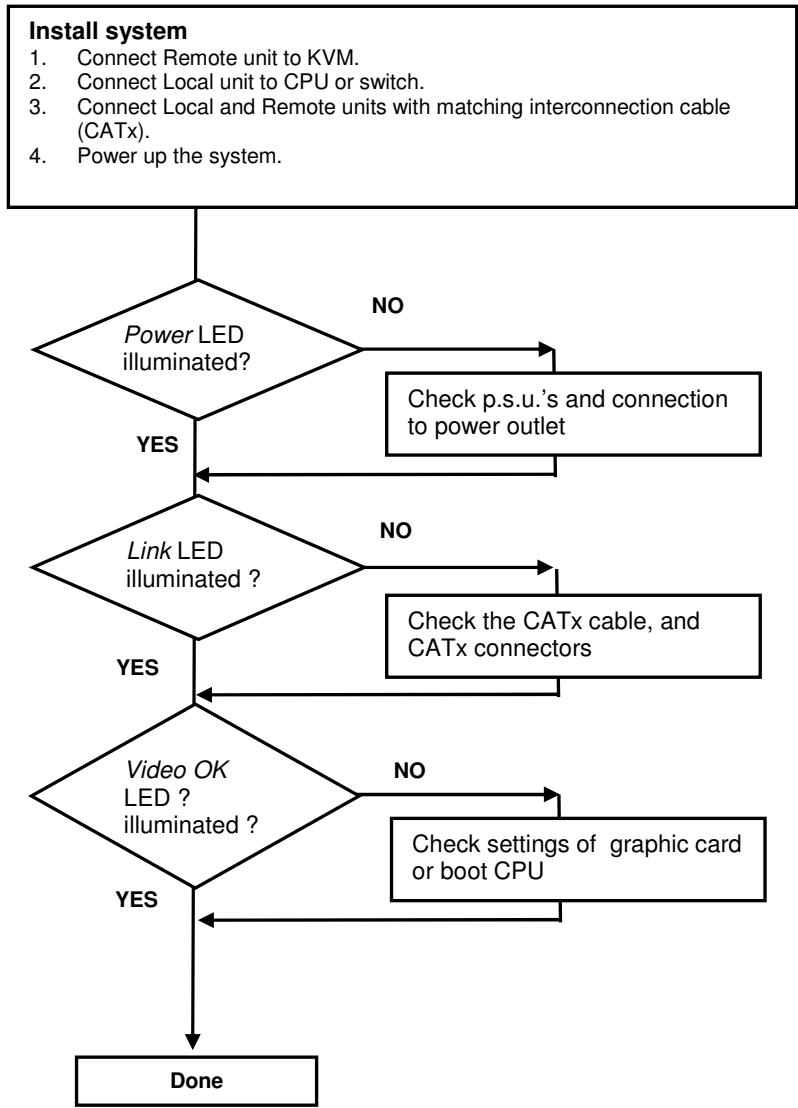 Install system
1. Connect Remote unit to KVM.
2. Connect Local unit to CPU or switch.
3. Connect Local and Remote units with matching interconnection cable
(CATx).
4. Power up the system.
NO
Power LED
illuminated?
Check p.s.u.'s and connection
to power outlet
YES
NO
Link LED
illuminated ?
Check the CATx cable, and
CATx connectors
YES
Video OK
LED ?
illuminated ?
NO
Check settings of graphic card
or boot CPU
YES
Done